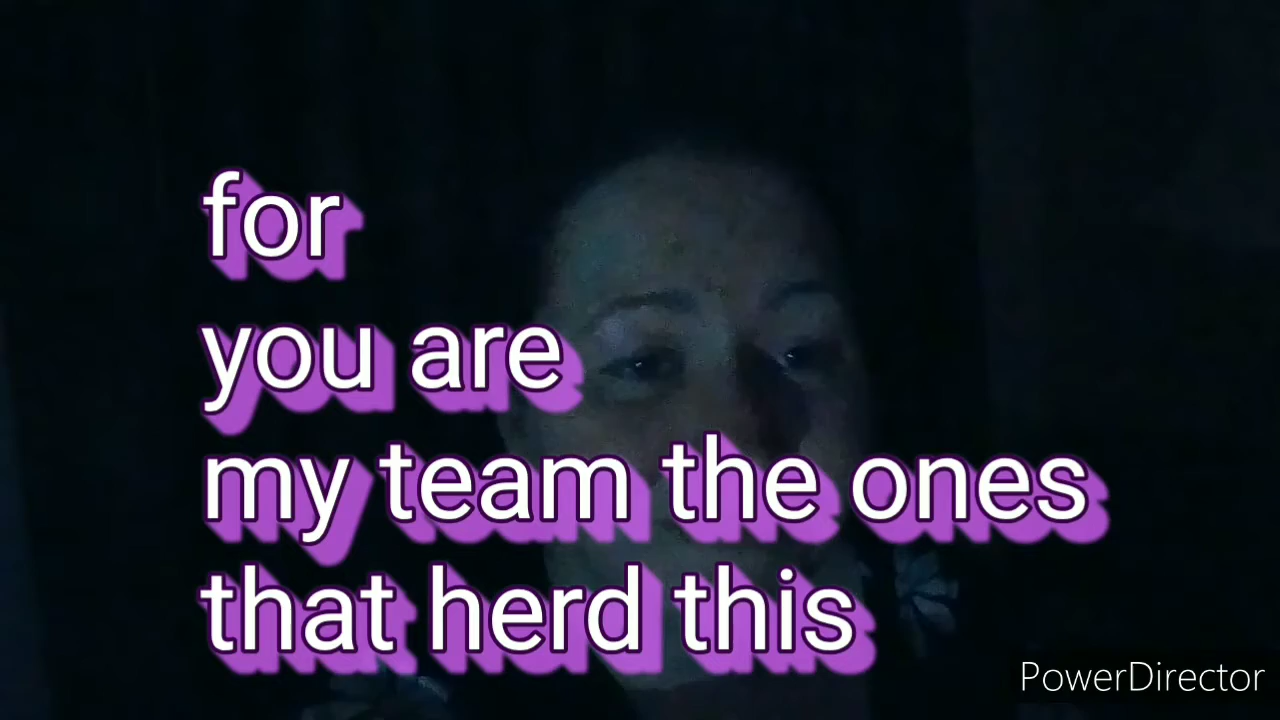 for
you are
my team the ones
that herd this
PowerDirector